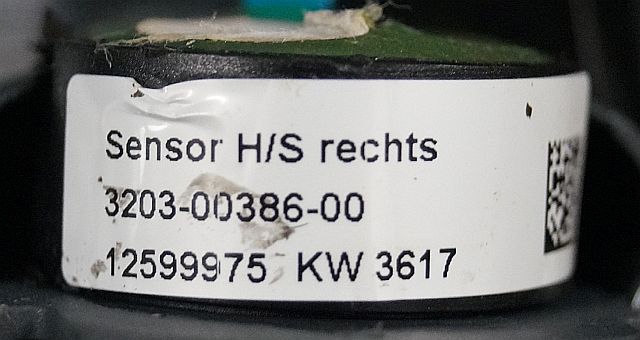 Sensor H/S rechts
3203-00386-00
12599975 KW 3617